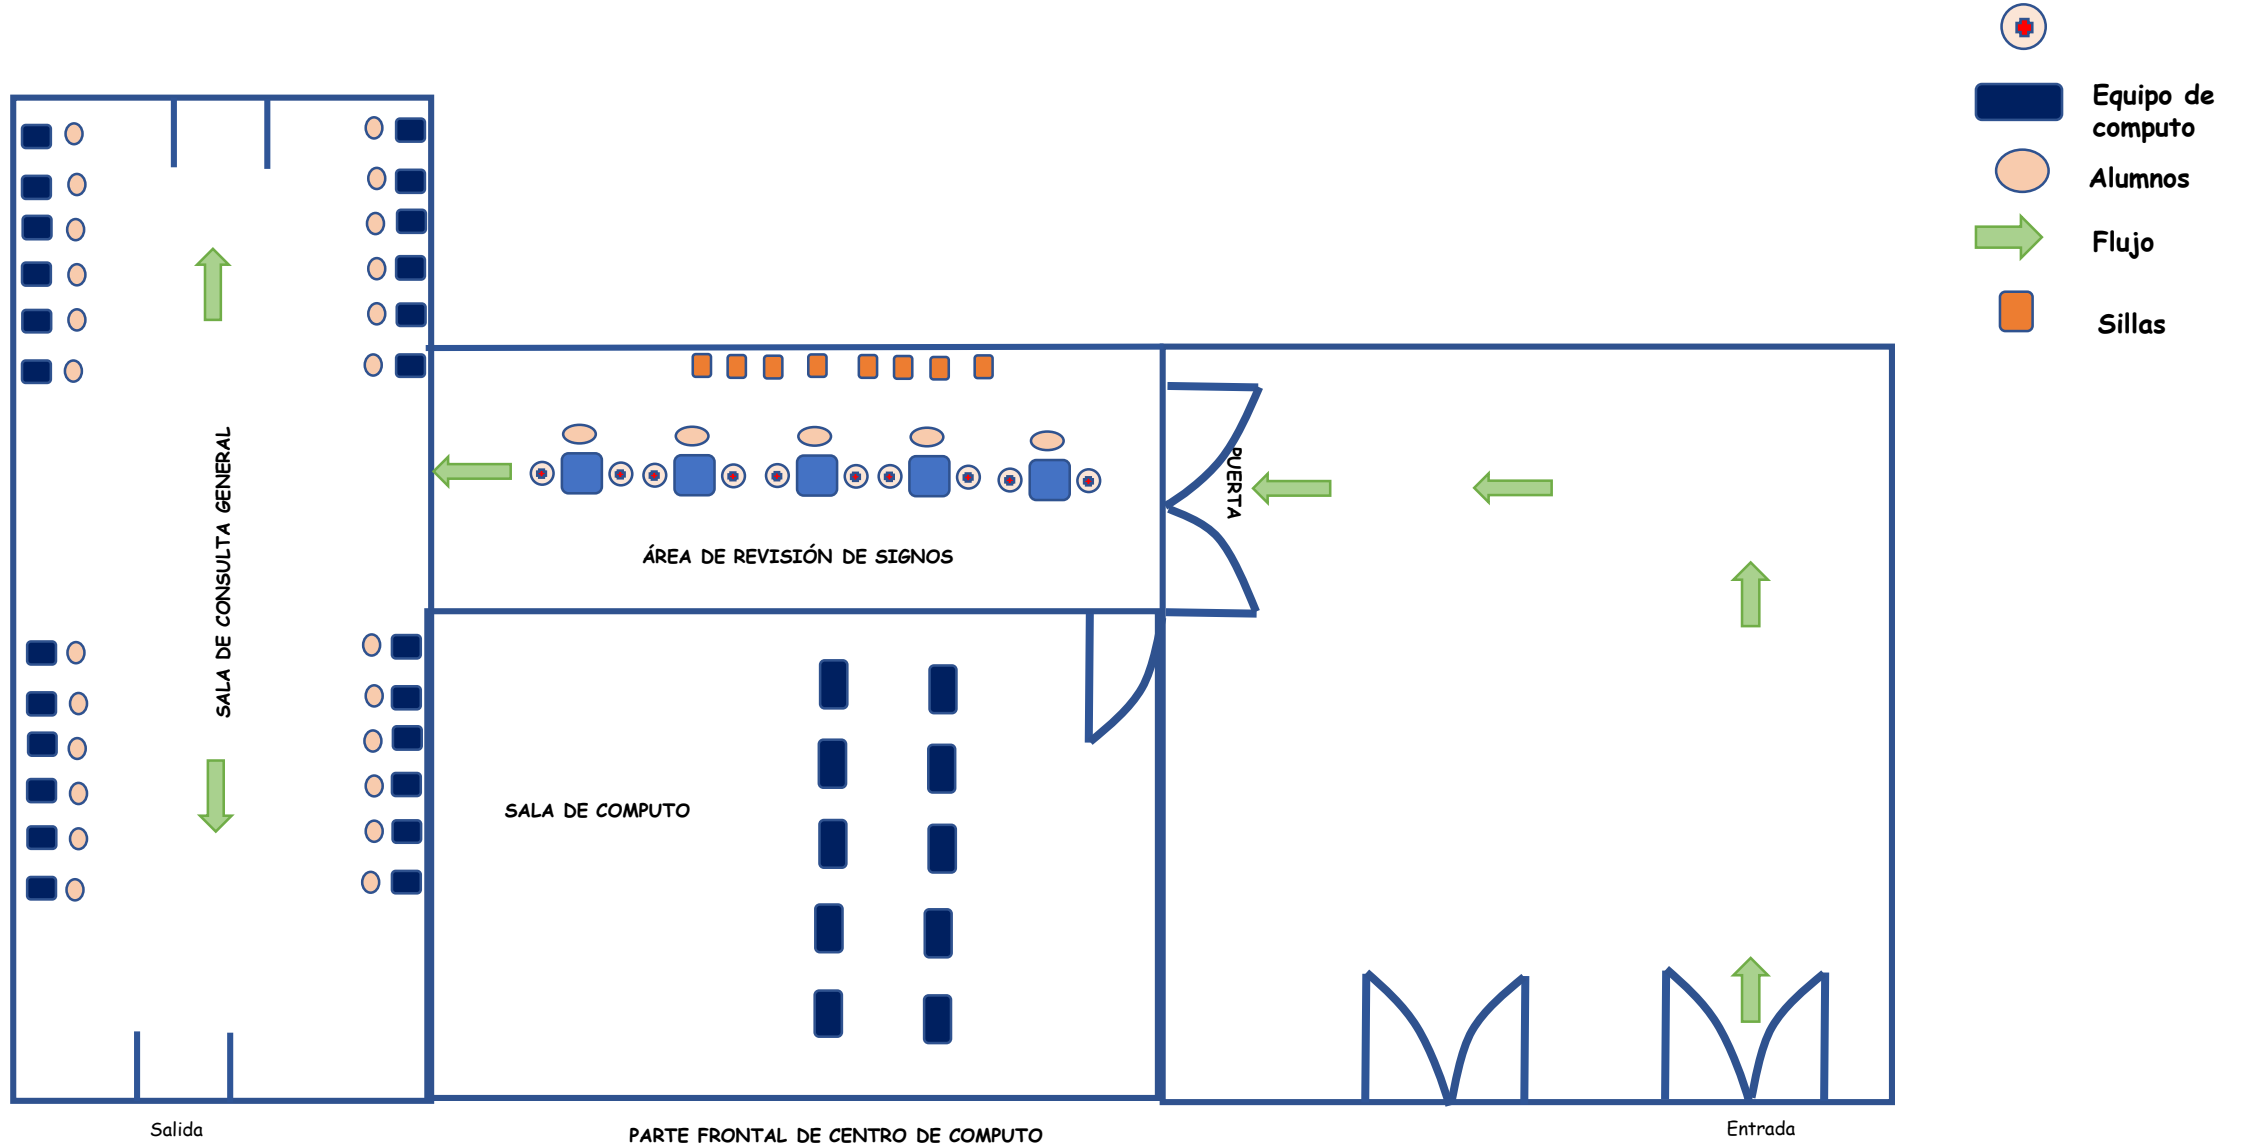 Equipo de
computo
Alumnos
Flujo
Sillas
SALA DE CONSULTA GENERAL
PUERTA
ÁREA DE REVISIÓN DE SIGNOS
SALA DE COMPUTO
Salida
PARTE FRONTAL DE CENTRO DE COMPUTO
Entrada